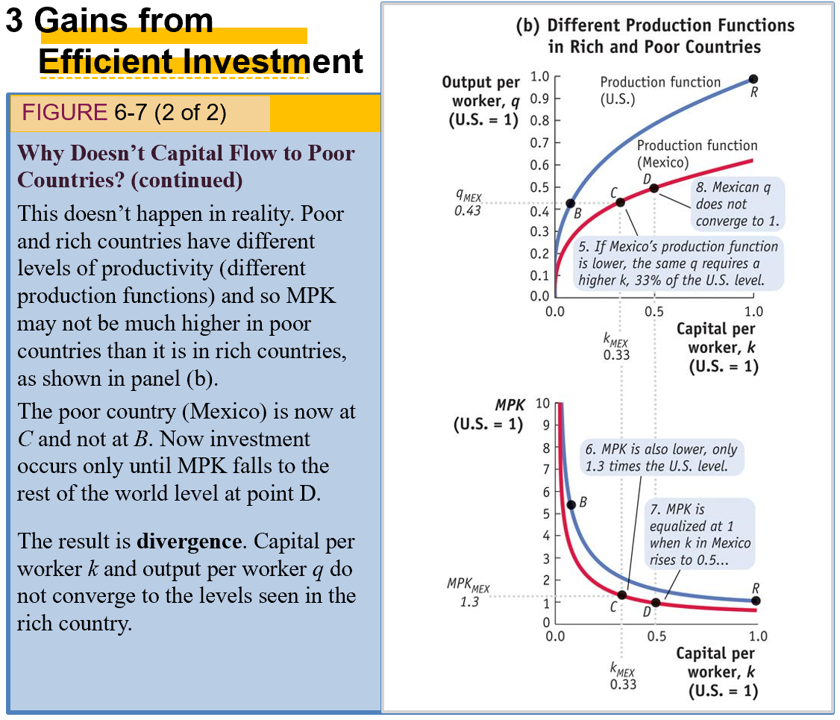 3 Gains from
Efficient Investment
FIGURE 6-7 (2 of 2)
Why Doesn’t Capital Flow to Poor
Countries? (continued)
This doesn’t happen in reality. Poor
and rich countries have different
levels of productivity (different
production functions) and so MPK
may not be much higher in poor
countries than it is in rich countries,
as shown in panel (b).
The poor country (Mexico) is now at
C and not at B. Now investment
occurs only until MPK falls to the
rest of the world level at point D.
The result is divergence. Capital per
worker k and output per worker q do
not converge to the levels seen in the
rich country.
(b) Different Production Functions
in Rich and Poor Countries
Output per
worker, q
(U.S. = 1)
1.0
0.9
0.8
0.7
0.6
0.5
0.4
0.3
0.2
0.1
0.0
Production function
(U.S.)
R
Production function
(Mexico)
D
C
B
qMEX
0.43
8. Mexican q
does not
converge to 1.
5. If Mexico’s production function
is lower, the same q requires a
higher k, 33% of the U.S. level.
0.0
0.5
1.0
kMEX
0.33
Capital per
worker, k
(U.S. = 1)
MPK
(U.S. = 1)
10
9
8
7
6
5
4
3
2
1
0
6. MPK is also lower, only
1.3 times the U.S. level.
B
7. MPK is
equalized at 1
when k in Mexico
rises to 0.5...
MPKMEX
1.3
C
D
R
0.0
0.5
1.0
kMEX
0.33
Capital per
worker, k
(U.S. = 1)